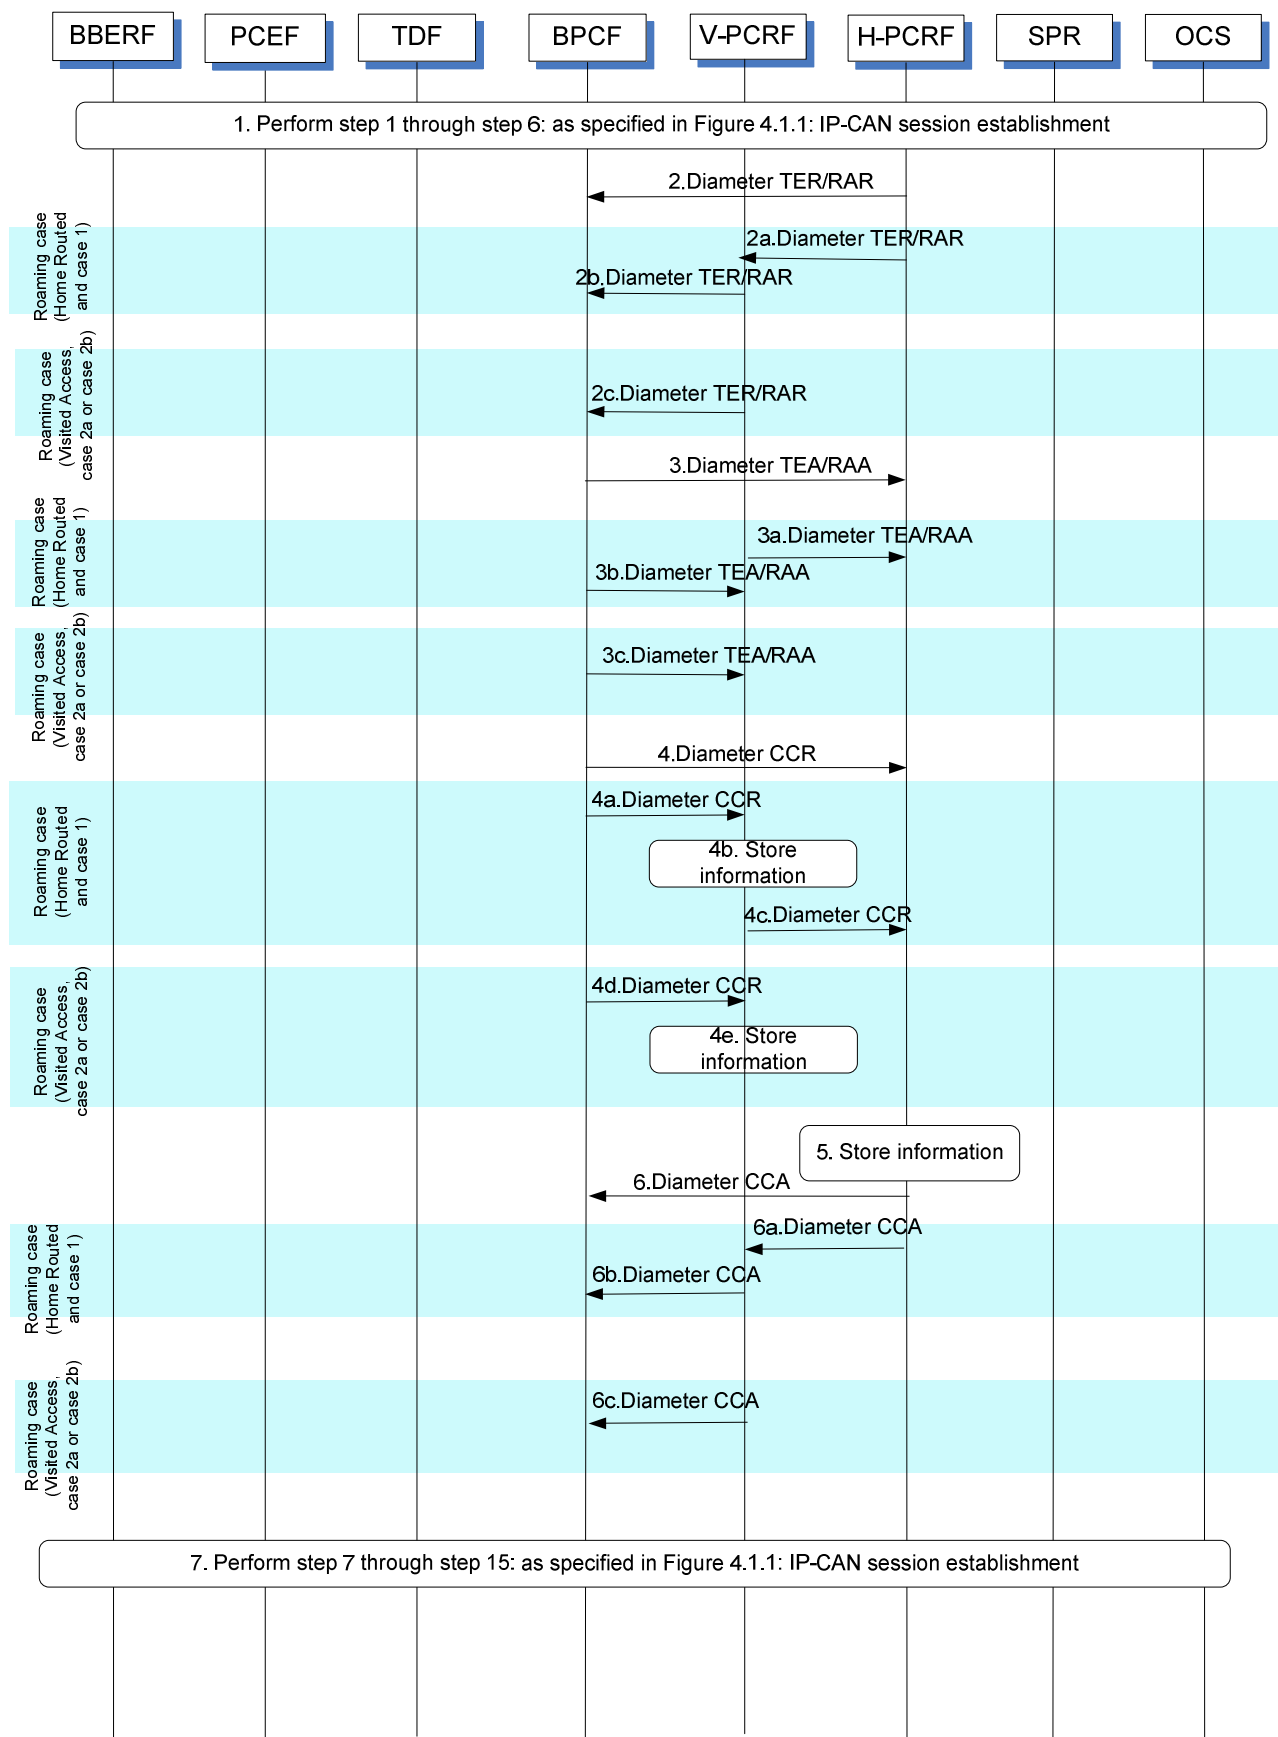 BBERF
PCEF
TDF
BPCF
V-PCRF
H-PCRF
SPR
OCS
1. Perform step 1 through step 6: as specified in Figure 4.1.1: IP-CAN session establishment
2.Diameter TER/RAR
Roaming case
(Home Routed
and case 1)
2a.Diameter TER/RAR
2b.Diameter TER/RAR
Roaming case
(Visited Access,
case 2a or case 2b)
2c.Diameter TER/RAR
3.Diameter TEA/RAA
Roaming case
(Home Routed
and case 1)
3a.Diameter TEA/RAA
3b.Diameter TEA/RAA
Roaming case
(Visited Access,
case 2a or case 2b)
3c.Diameter TEA/RAA
4.Diameter CCR
Roaming case
(Home Routed
and case 1)
4a.Diameter CCR
4b. Store
information
4c.Diameter CCR
Roaming case
(Visited Access,
case 2a or case 2b)
4d.Diameter CCR
4e. Store
information
5. Store information
6.Diameter CCA
Roaming case
(Home Routed
and case 1)
6a.Diameter CCA
6b.Diameter CCA
Roaming case
(Visited Access,
case 2a or case 2b)
6c.Diameter CCA
7. Perform step 7 through step 15: as specified in Figure 4.1.1: IP-CAN session establishment